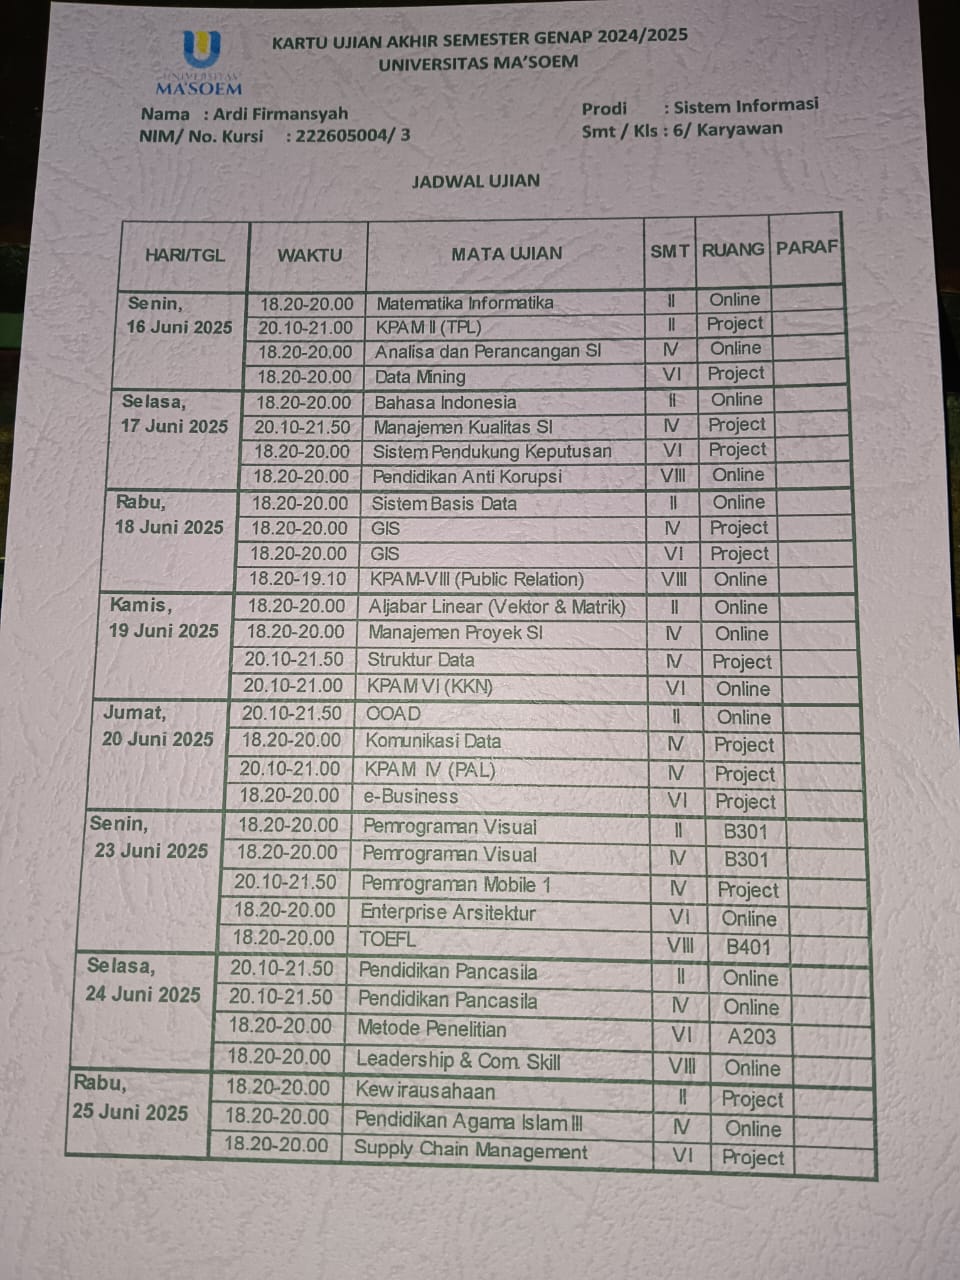 UNIVERSITAS
MA'SOEM
KARTU UJIAN AKHIR SEMESTER GENAP 2024/2025
UNIVERSITAS MA'SOEM
Nama : Ardi Firmansyah Prodi : Sistem Informasi
NIM/ No. Kursi : 222605004/ 3 Smt / Kls : 6/ Karyawan
JADWAL UJIAN
HARI/TGL WAKTU MATA UJIAN SMT RUANG PARAF
Senin, 18.20-20.00 Matematika Informatika II Online
16 Juni 2025 20.10-21.00 KPAM II (TPL) II Project
18.20-20.00 Analisa dan Perancangan SI IV Online
18.20-20.00 Data Mining VI Project
Selasa, 18.20-20.00 Bahasa Indonesia II Online
17 Juni 2025 20.10-21.50 Manajemen Kualitas SI IV Project
18.20-20.00 Sistem Pendukung Keputusan VI Project
18.20-20.00 Pendidikan Anti Korupsi VIII Online
Rabu, 18.20-20.00 Sistem Basis Data II Online
18 Juni 2025 18.20-20.00 GIS IV Project
18.20-20.00 GIS VI Project
18.20-19.10 KPAM-VIII (Public Relation) VIII Online
Kamis, 18.20-20.00 Aljabar Linear (Vektor & Matrik) II Online
19 Juni 2025 18.20-20.00 Manajemen Proyek SI IV Online
20.10-21.50 Struktur Data IV Project
20.10-21.00 KPAM VI (KKN) VI Online
Jumat, 20.10-21.50 OOAD II Online
20 Juni 2025 18.20-20.00 Komunikasi Data IV Project
20.10-21.00 KPAM IV (PAL) IV Project
18.20-20.00 e-Business VI Project
Senin, 18.20-20.00 Pemrograman Visual II B301
23 Juni 2025 18.20-20.00 Pemrograman Visual IV B301
20.10-21.50 Pemrograman Mobile 1 IV Project
18.20-20.00 Enterprise Arsitektur VI Online
18.20-20.00 TOEFL VIII B401
Selasa, 20.10-21.50 Pendidikan Pancasila II Online
24 Juni 2025 20.10-21.50 Pendidikan Pancasila IV Online
18.20-20.00 Metode Penelitian VI A203
18.20-20.00 Leadership & Com. Skill VIII Online
Rabu, 18.20-20.00 Kewirausahaan II Project
25 Juni 2025 18.20-20.00 Pendidikan Agama Islam III IV Online
18.20-20.00 Supply Chain Management VI Project